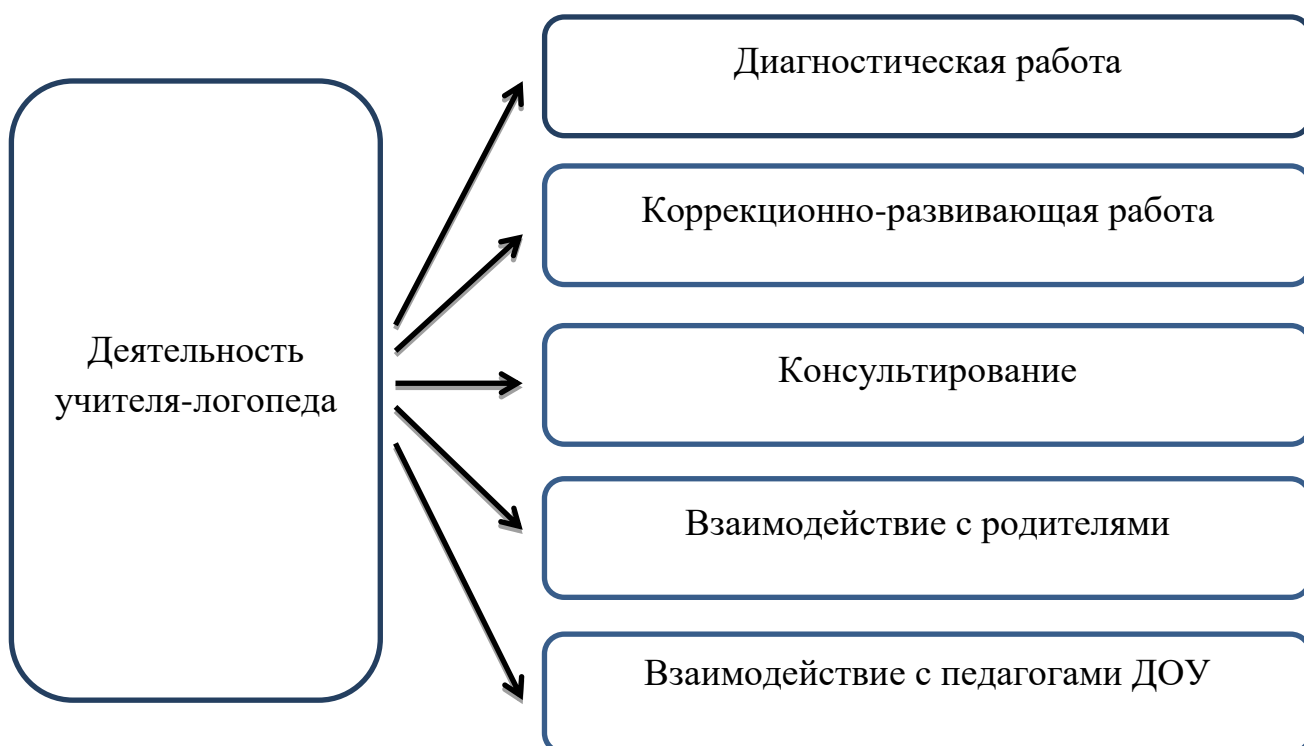 Деятельность
учителя-логопеда
Диагностическая работа
Коррекционно-развивающая работа
Консультирование
Взаимодействие с родителями
Взаимодействие с педагогами ДОУ